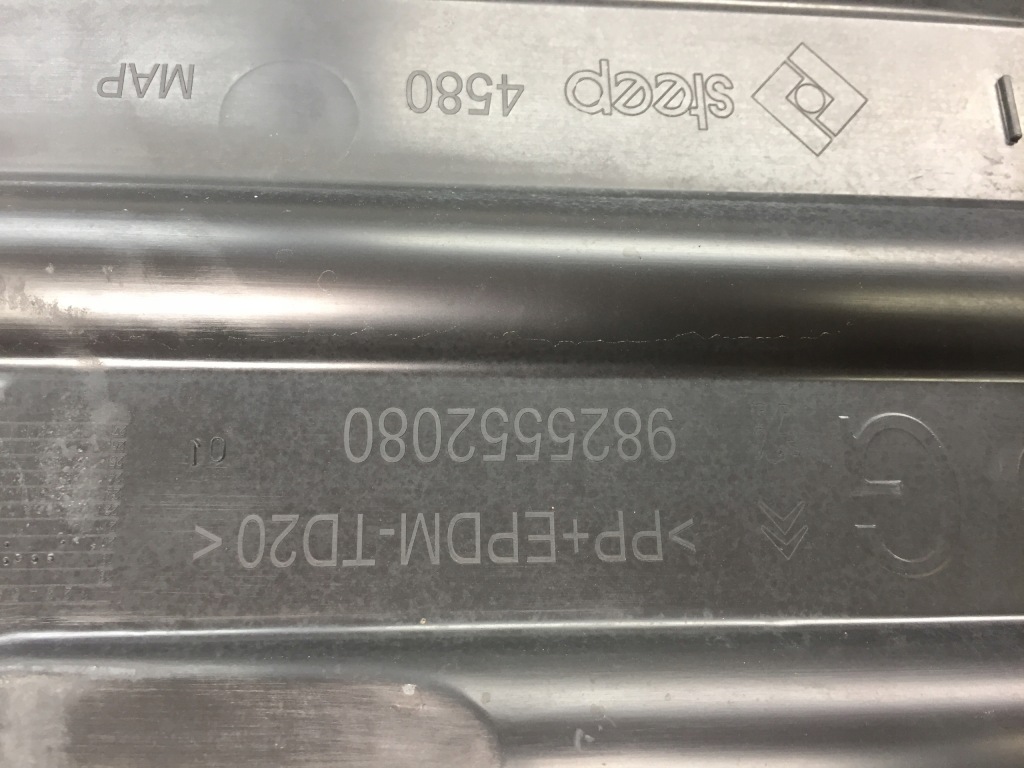 >PP+EPDM-TD20<
9825552080 01
steep 4580 MAP